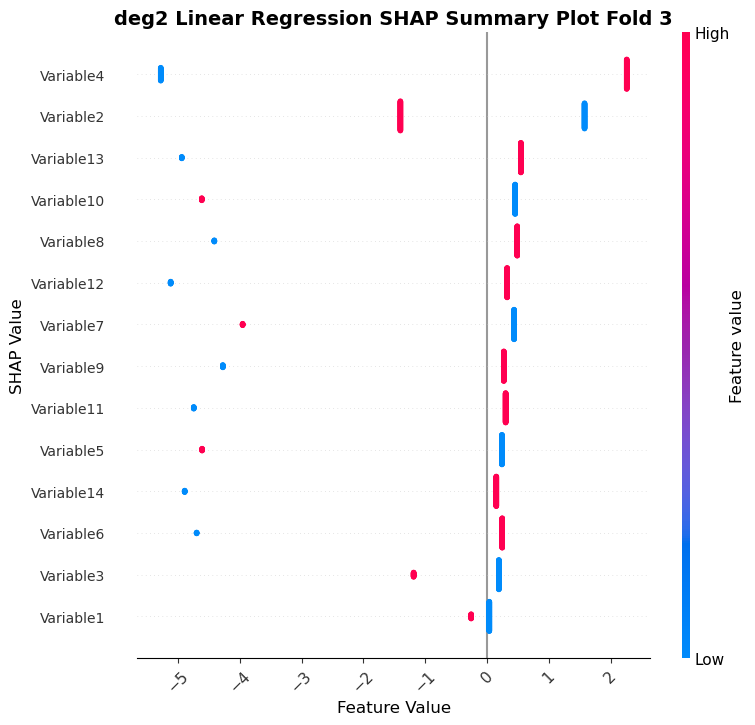 deg2 Linear Regression SHAP Summary Plot Fold 3
High
Variable4
Variable2
Variable13
Variable10
Variable8
Variable12
Variable7
Variable9
Variable11
Variable5
Variable14
Variable6
Variable3
Variable1
SHAP Value
Feature value
Low
−5 −4 −3 −2 −1 0 1 2
Feature Value